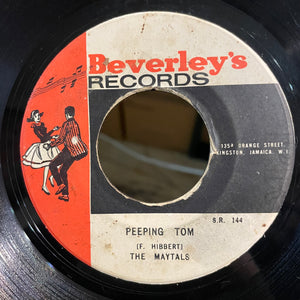 Beverley's
RECORDS
135ª ORANGE STREET,
KINGSTON, JAMAICA, W.I.
B.R. 144
PEEPING TOM
(F. HIBBERT)
THE MAYTALS